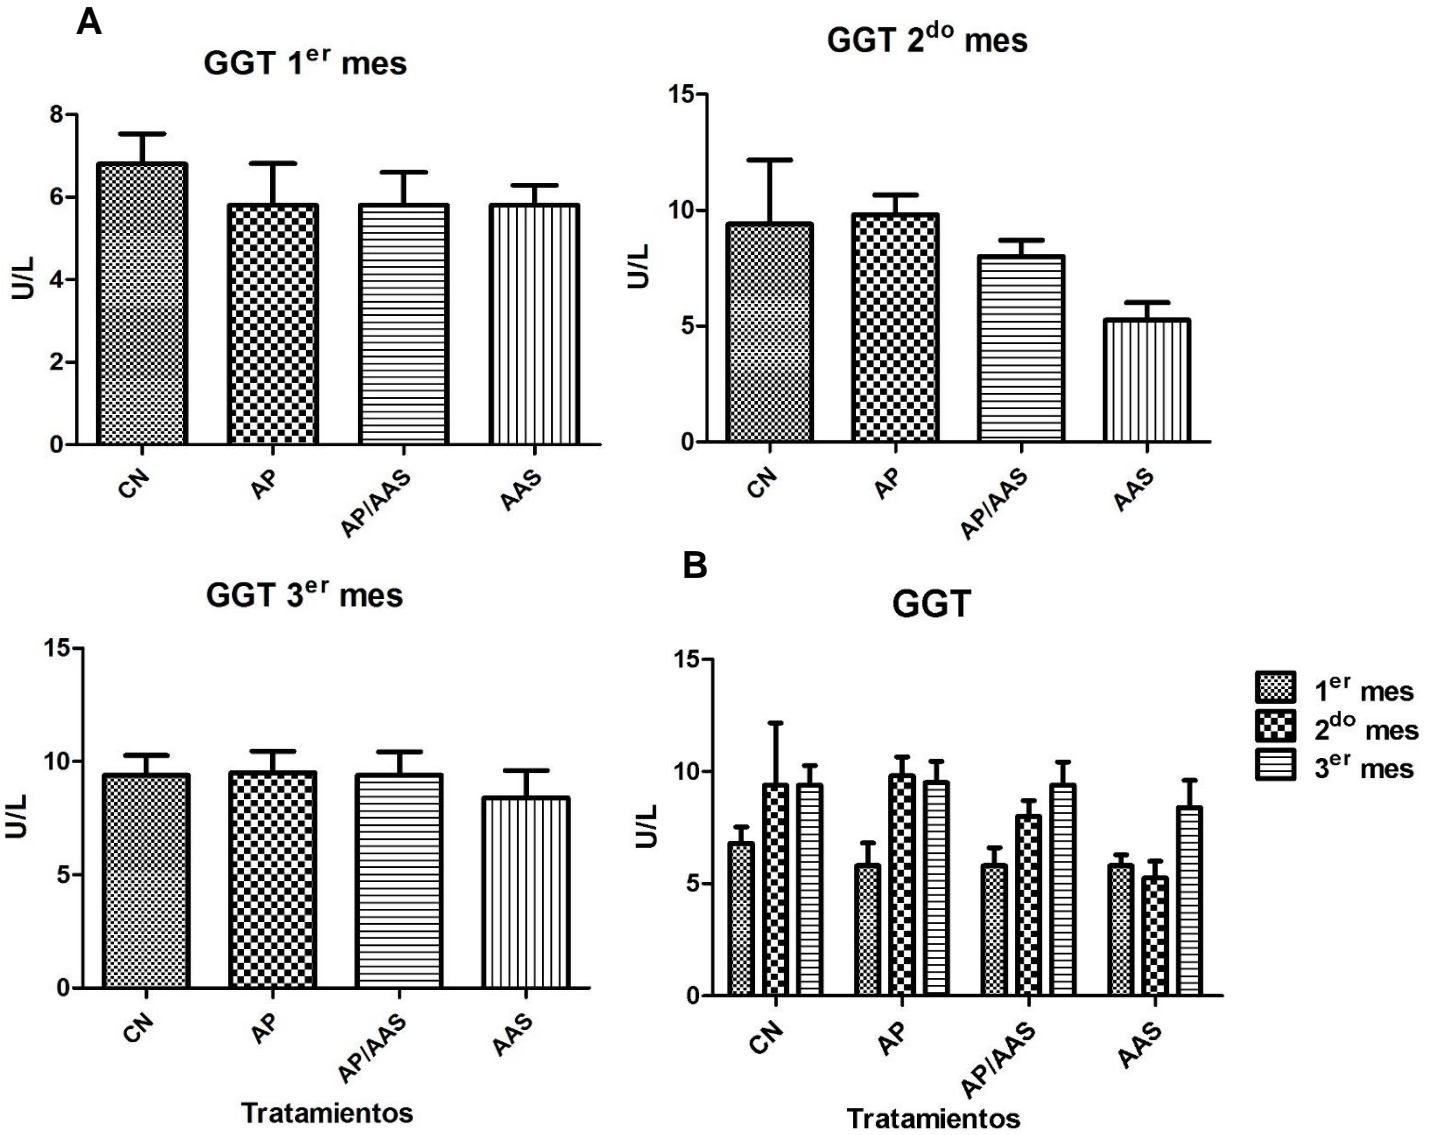 A
GGT 1er mes
8
6
4
2
0
U/L
CN
AP
AP/AAS
AAS
GGT 2do mes
15
10
5
0
U/L
CN
AP
AP/AAS
AAS
GGT 3er mes
15
10
5
0
U/L
CN
AP
AP/AAS
AAS
Tratamientos
B
GGT
15
10
5
0
U/L
CN
AP
AP/AAS
AAS
Tratamientos
1er mes
2do mes
3er mes